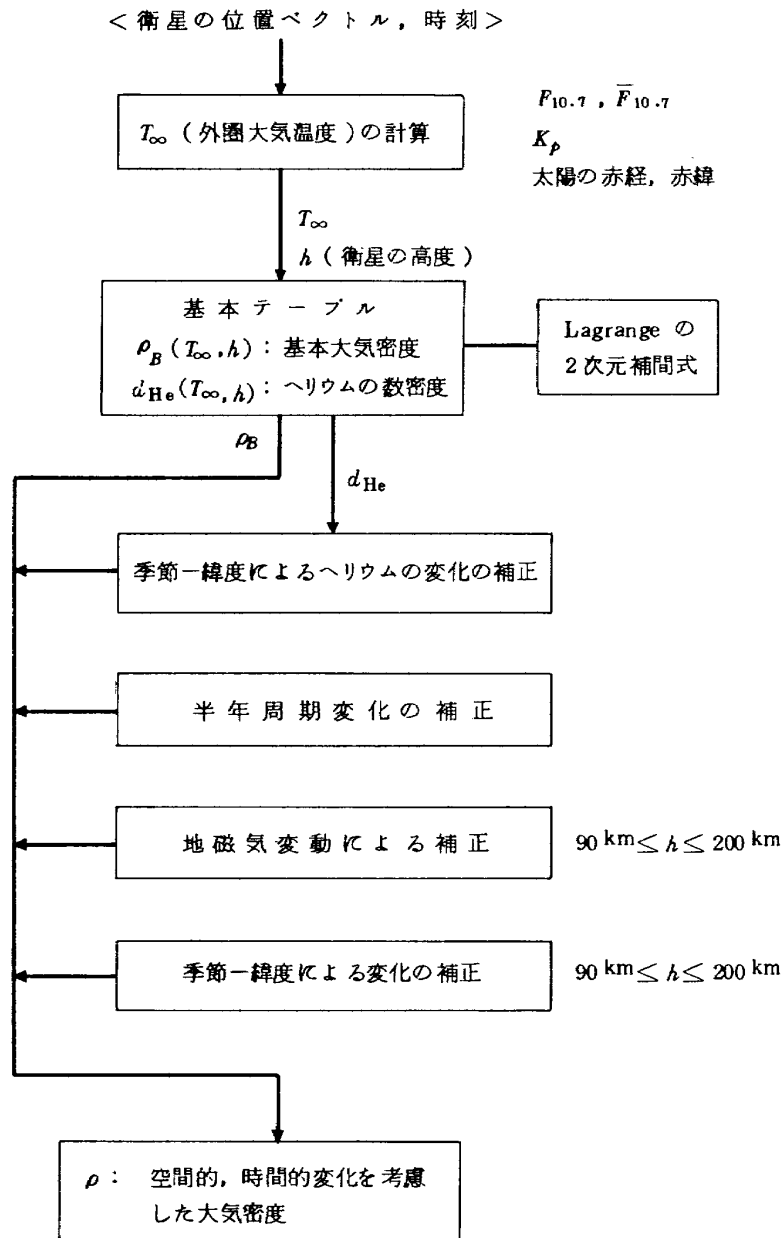 ＜衛星の位置ベクトル，時刻＞
T∞（外圏大気温度）の計算
F10.7 , F̅10.7
Kp
太陽の赤経，赤緯
T∞
h（衛星の高度）
基本テーブル
ρB(T∞,h)：基本大気密度
dHe(T∞,h)：ヘリウムの数密度
Lagrange の
2次元補間式
ρB
dHe
季節－緯度によるヘリウムの変化の補正
半年周期変化の補正
地磁気変動による補正
90 km≤ h ≤ 200 km
季節－緯度による変化の補正
90 km≤ h ≤ 200 km
ρ： 空間的，時間的変化を考慮
した大気密度